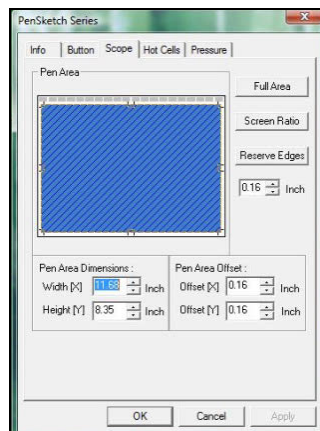 PenSketch Series
Info Button Scope Hot Cells Pressure
Pen Area
Full Area
Screen Ratio
Reserve Edges
0.16 Inch
Pen Area Dimensions :
Width [X] 11.68 Inch
Height [Y] 8.35 Inch
Pen Area Offset :
Offset [X] 0.16 Inch
Offset [Y] 0.16 Inch
OK Cancel Apply